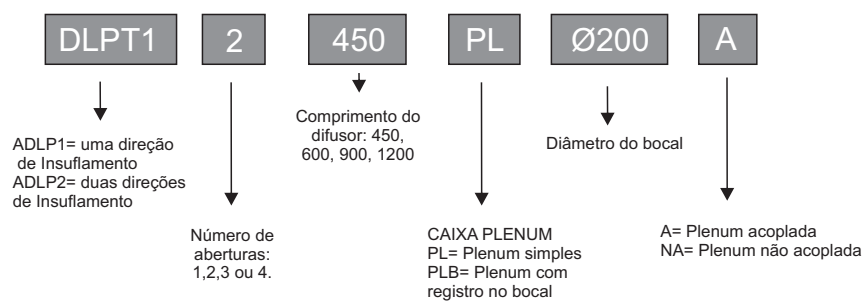 DLPT1 2 450 PL Ø200 A
ADLP1= uma direção
de Insuflamento
ADLP2= duas direções
de Insuflamento
Número de
aberturas:
1,2,3 ou 4.
Comprimento do
difusor: 450,
600, 900, 1200
CAIXA PLENUM
PL= Plenum simples
PLB= Plenum com
registro no bocal
Diâmetro do bocal
A= Plenum acoplada
NA= Plenum não acoplada